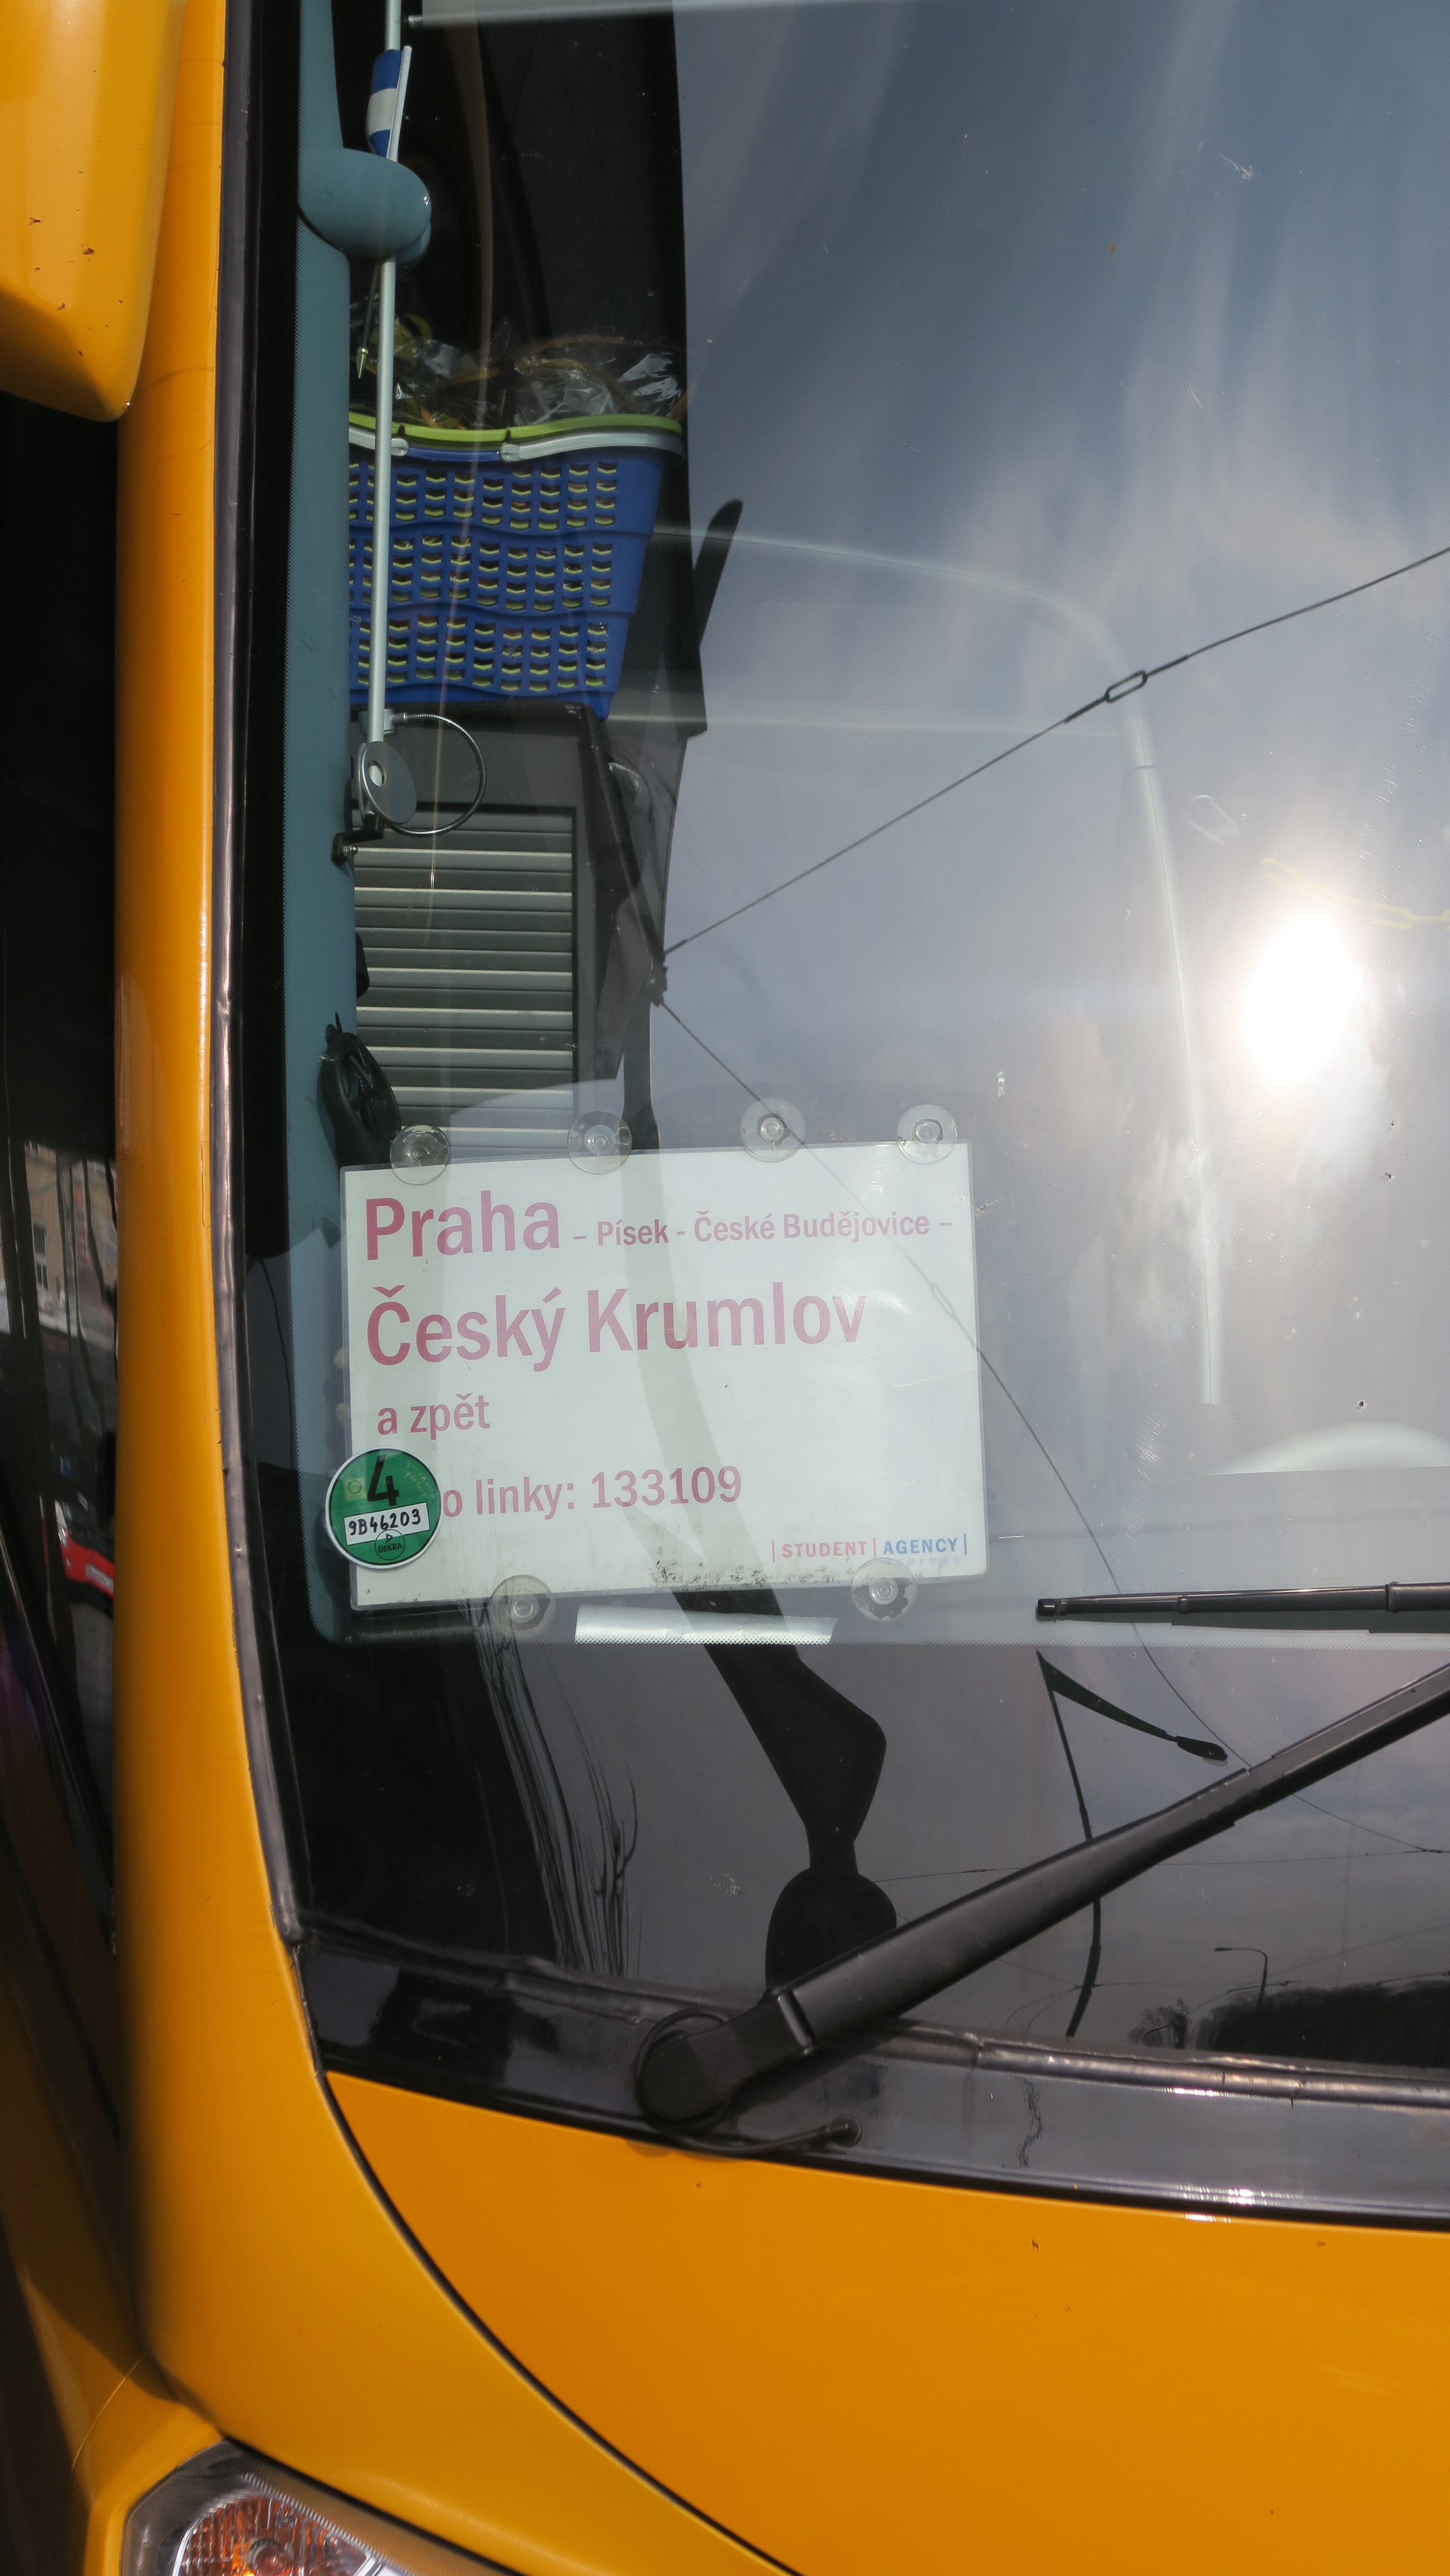 Praha – Písek - České Budějovice –
Český Krumlov
a zpět
o linky: 133109
4
9B46203
DEKRA
|STUDENT|AGENCY|